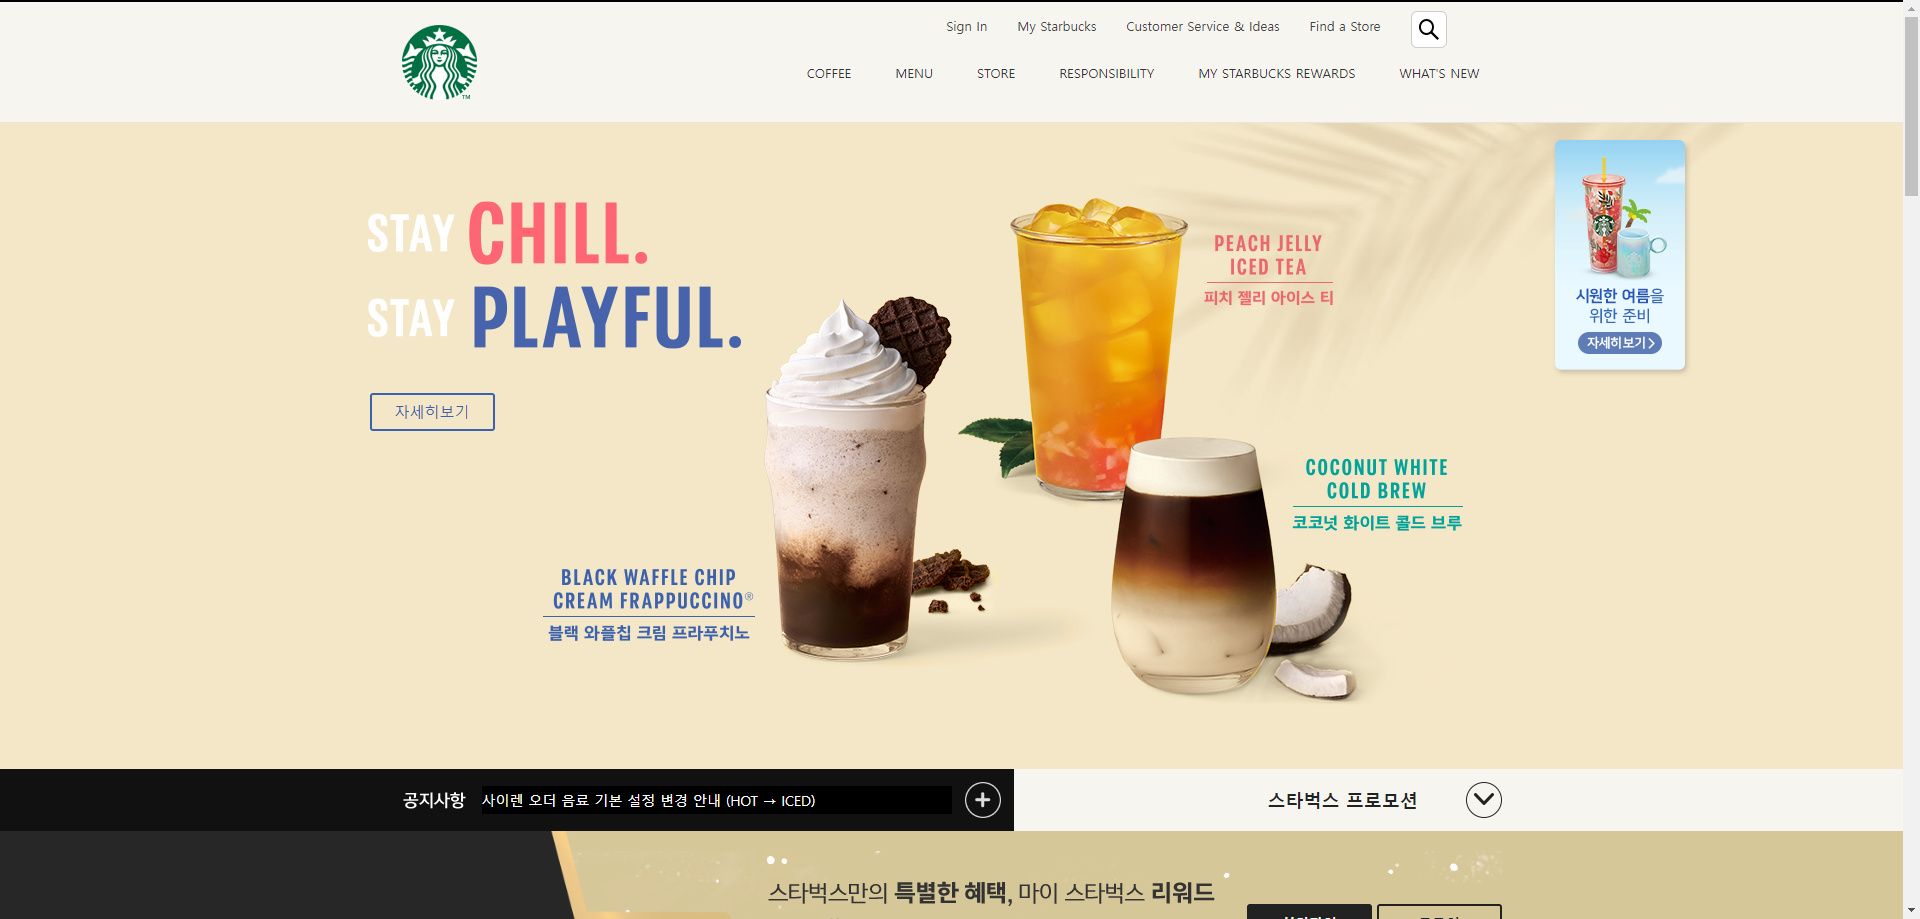 Sign In
My Starbucks
Customer Service & Ideas
Find a Store
COFFEE
MENU
STORE
RESPONSIBILITY
MY STARBUCKS REWARDS
WHAT'S NEW
TM
STAY CHILL.
STAY PLAYFUL.
자세히보기
PEACH JELLY
ICED TEA
피치 젤리 아이스 티
COCONUT WHITE
COLD BREW
코코넛 화이트 콜드 브루
BLACK WAFFLE CHIP
CREAM FRAPPUCCINO®
블랙 와플칩 크림 프라푸치노
시원한 여름을
위한 준비
자세히보기
공지사항
사이렌 오더 음료 기본 설정 변경 안내 (HOT → ICED)
스타벅스 프로모션
스타벅스만의 특별한 혜택, 마이 스타벅스 리워드